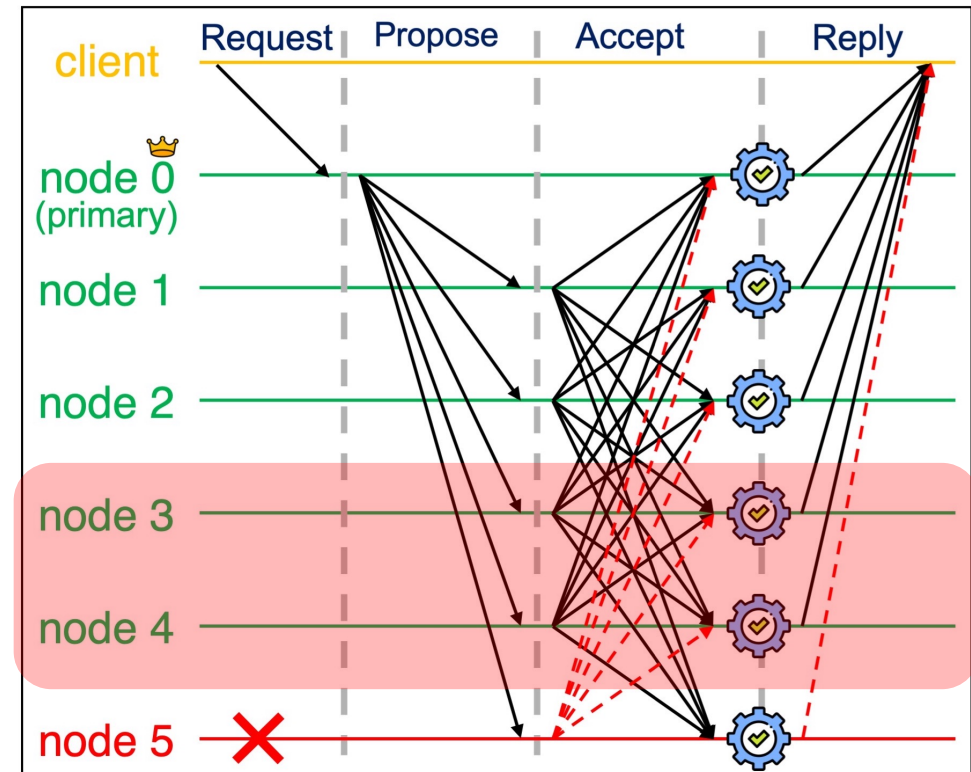 Request Propose Accept Reply
client
node 0
(primary)
node 1
node 2
node 3
node 4
node 5